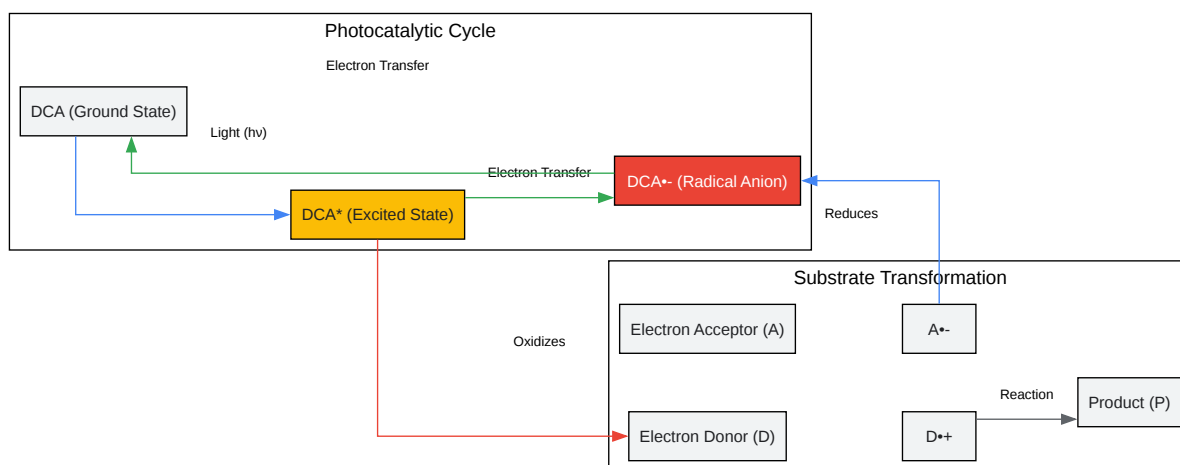 Photocatalytic Cycle
Electron Transfer
DCA (Ground State)
Light (hν)
Electron Transfer
DCA•- (Radical Anion)
DCA* (Excited State)
Reduces
Substrate Transformation
Electron Acceptor (A)
A•-
Oxidizes
Reaction
Product (P)
Electron Donor (D)
D•+